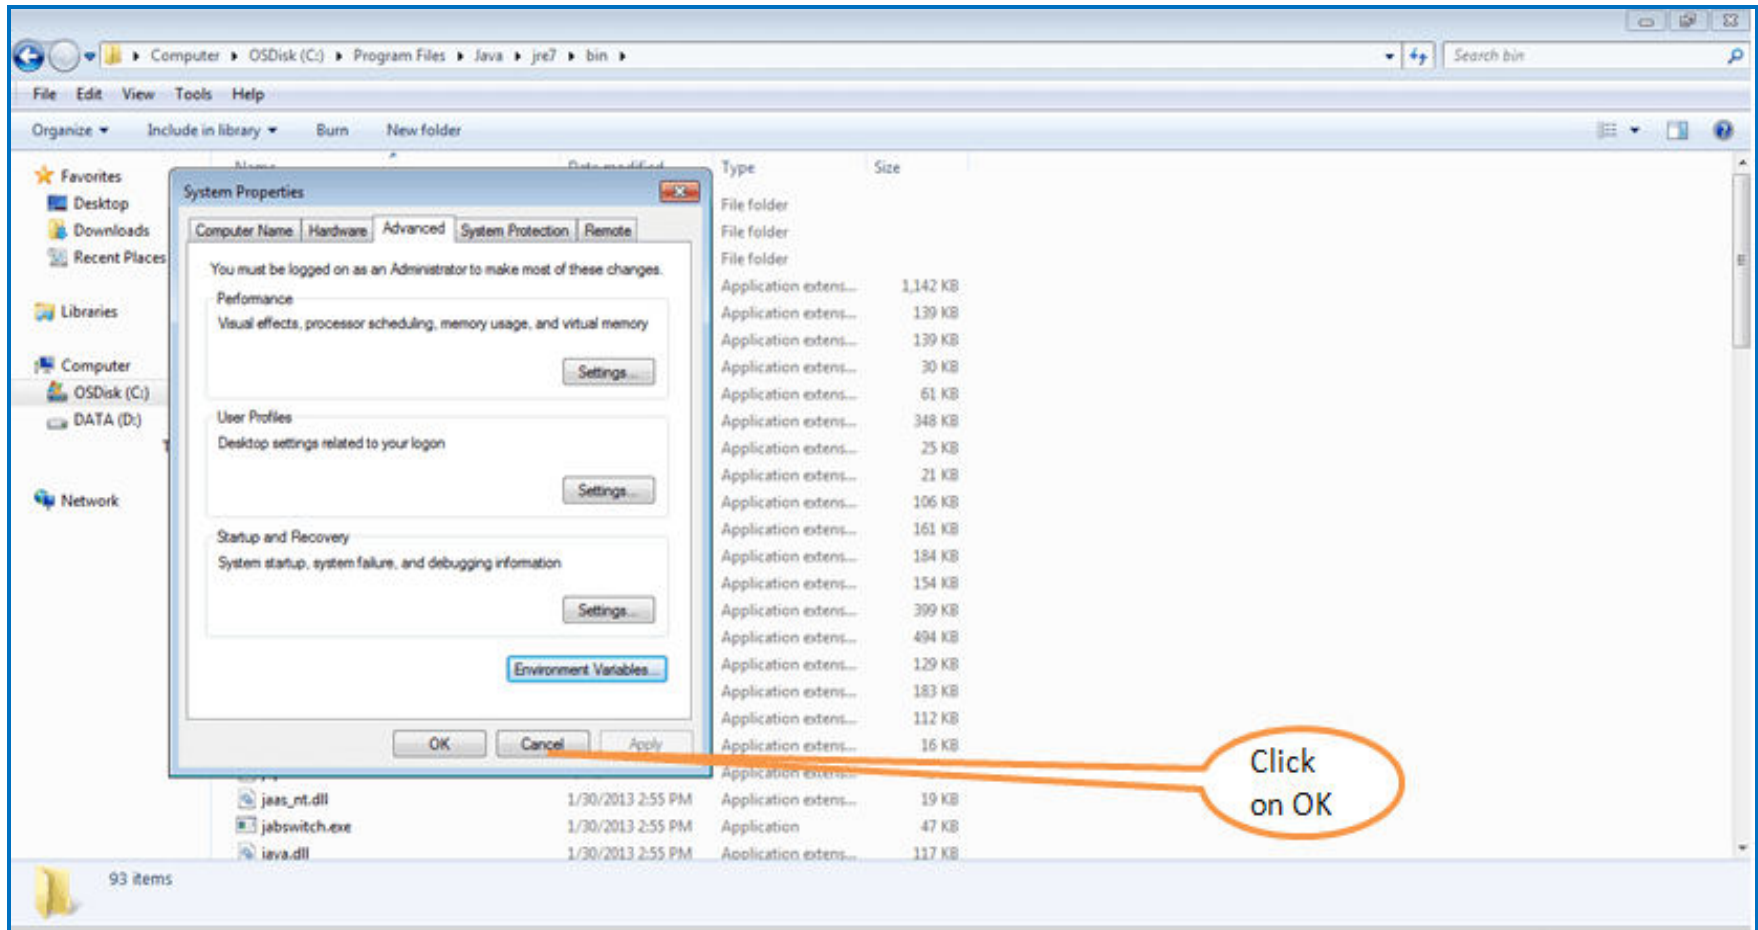 Computer ▸ OSDisk (C:) ▸ Program Files ▸ Java ▸ jre7 ▸ bin ▸
Search bin
File Edit View Tools Help
Organize Include in library Burn New folder
Name Date modified Type Size
Favorites
Desktop
Downloads
Recent Places
Libraries
Computer
OSDisk (C:)
DATA (D:)
Network
System Properties
Computer Name Hardware Advanced System Protection Remote
You must be logged on as an Administrator to make most of these changes.
Performance
Visual effects, processor scheduling, memory usage, and virtual memory
Settings...
User Profiles
Desktop settings related to your logon
Settings...
Startup and Recovery
System startup, system failure, and debugging information
Settings...
Environment Variables...
OK Cancel Apply
File folder
File folder
File folder
Application extens... 1,142 KB
Application extens... 139 KB
Application extens... 139 KB
Application extens... 30 KB
Application extens... 61 KB
Application extens... 348 KB
Application extens... 25 KB
Application extens... 21 KB
Application extens... 106 KB
Application extens... 161 KB
Application extens... 184 KB
Application extens... 154 KB
Application extens... 399 KB
Application extens... 494 KB
Application extens... 129 KB
Application extens... 183 KB
Application extens... 112 KB
Application extens... 16 KB
Application extens...
jaas_nt.dll 1/30/2013 2:55 PM Application extens... 19 KB
jabswitch.exe 1/30/2013 2:55 PM Application 47 KB
java.dll 1/30/2013 2:55 PM Application extens... 117 KB
Click
on OK
93 items